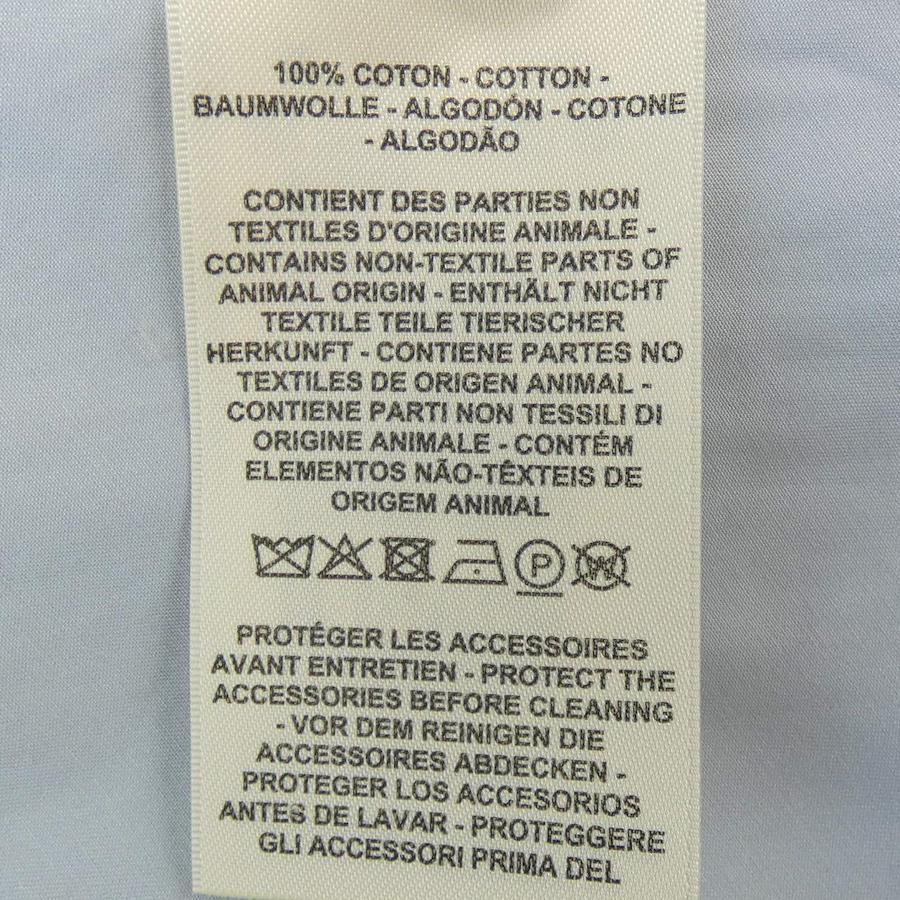 100% COTON - COTTON -
BAUMWOLLE - ALGODÓN - COTONE
- ALGODÃO
CONTIENT DES PARTIES NON
TEXTILES D'ORIGINE ANIMALE -
CONTAINS NON-TEXTILE PARTS OF
ANIMAL ORIGIN - ENTHÄLT NICHT
TEXTILE TEILE TIERISCHER
HERKUNFT - CONTIENE PARTES NO
TEXTILES DE ORIGEN ANIMAL -
CONTIENE PARTI NON TESSILI DI
ORIGINE ANIMALE - CONTÉM
ELEMENTOS NÃO-TÊXTEIS DE
ORIGEM ANIMAL
P W
PROTÉGER LES ACCESSOIRES
AVANT ENTRETIEN - PROTECT THE
ACCESSORIES BEFORE CLEANING
- VOR DEM REINIGEN DIE
ACCESSOIRES ABDECKEN -
PROTEGER LOS ACCESORIOS
ANTES DE LAVAR - PROTEGGERE
GLI ACCESSORI PRIMA DEL